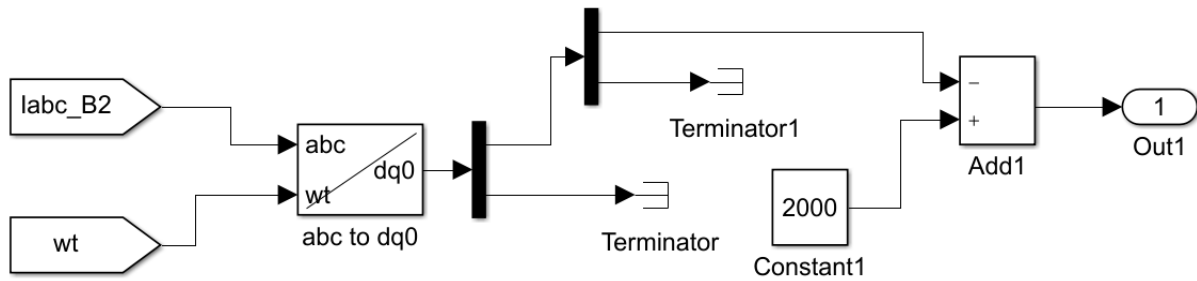 Iabc_B2
wt
abc
wt
dq0
abc to dq0
Terminator1
Terminator
2000
Constant1
−
+
Add1
1
Out1